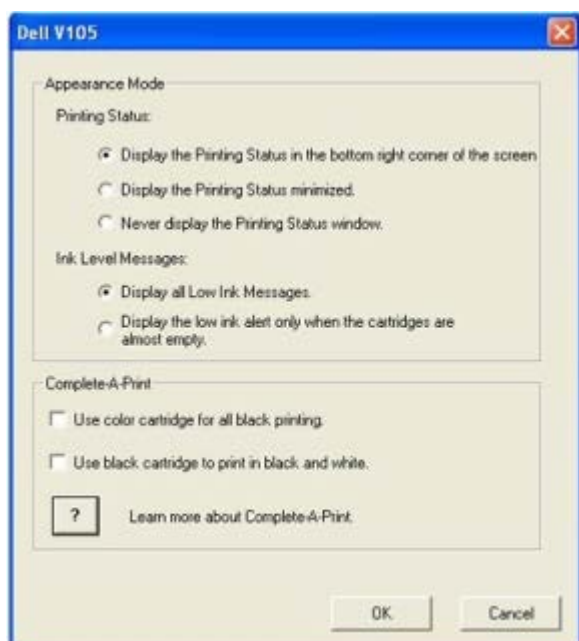 Dell V105
Appearance Mode
Printing Status:
Display the Printing Status in the bottom right corner of the screen
Display the Printing Status minimized.
Never display the Printing Status window.
Ink Level Messages:
Display all Low Ink Messages.
Display the low ink alert only when the cartridges are
almost empty.
Complete-A-Print
Use color cartridge for all black printing.
Use black cartridge to print in black and white.
?
Learn more about Complete-A-Print.
OK
Cancel